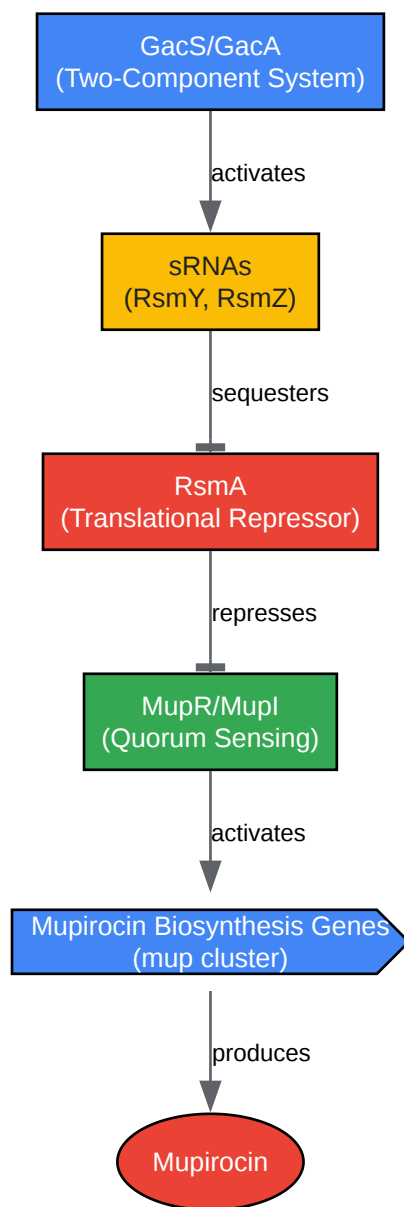 GacS/GacA
(Two-Component System)
activates
sRNAs
(RsmY, RsmZ)
sequesters
RsmA
(Translational Repressor)
represses
MupR/MupI
(Quorum Sensing)
activates
Mupirocin Biosynthesis Genes
(mup cluster)
produces
Mupirocin